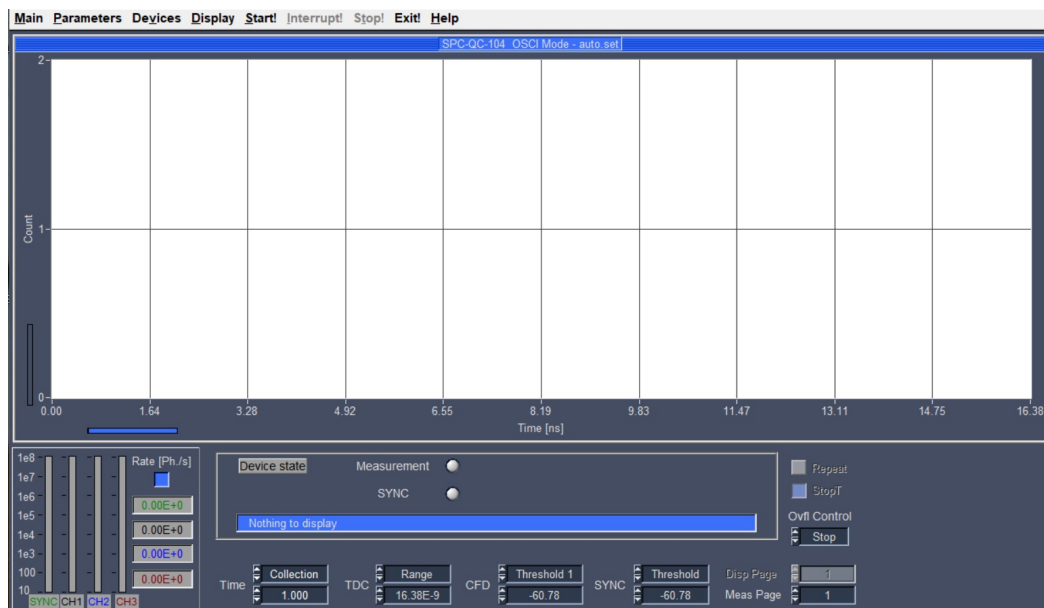 Main Parameters Devices Display Start! Interrupt! Stop! Exit! Help
SPC-QC-104 OSCI Mode - auto.set
2
1
0
Count
0.00 1.64 3.28 4.92 6.55 8.19 9.83 11.47 13.11 14.75 16.38
Time [ns]
1e8
1e7
1e6
1e5
1e4
1e3
100
10
SYNC CH1 CH2 CH3
Rate [Ph./s]
0.00E+0
0.00E+0
0.00E+0
0.00E+0
Device state
Measurement
SYNC
Nothing to display
Repeat
StopT
Ovfl Control
Stop
Time Collection 1.000
TDC Range 16.38E-9
CFD Threshold 1 -60.78
SYNC Threshold -60.78
Disp Page 1
Meas Page 1